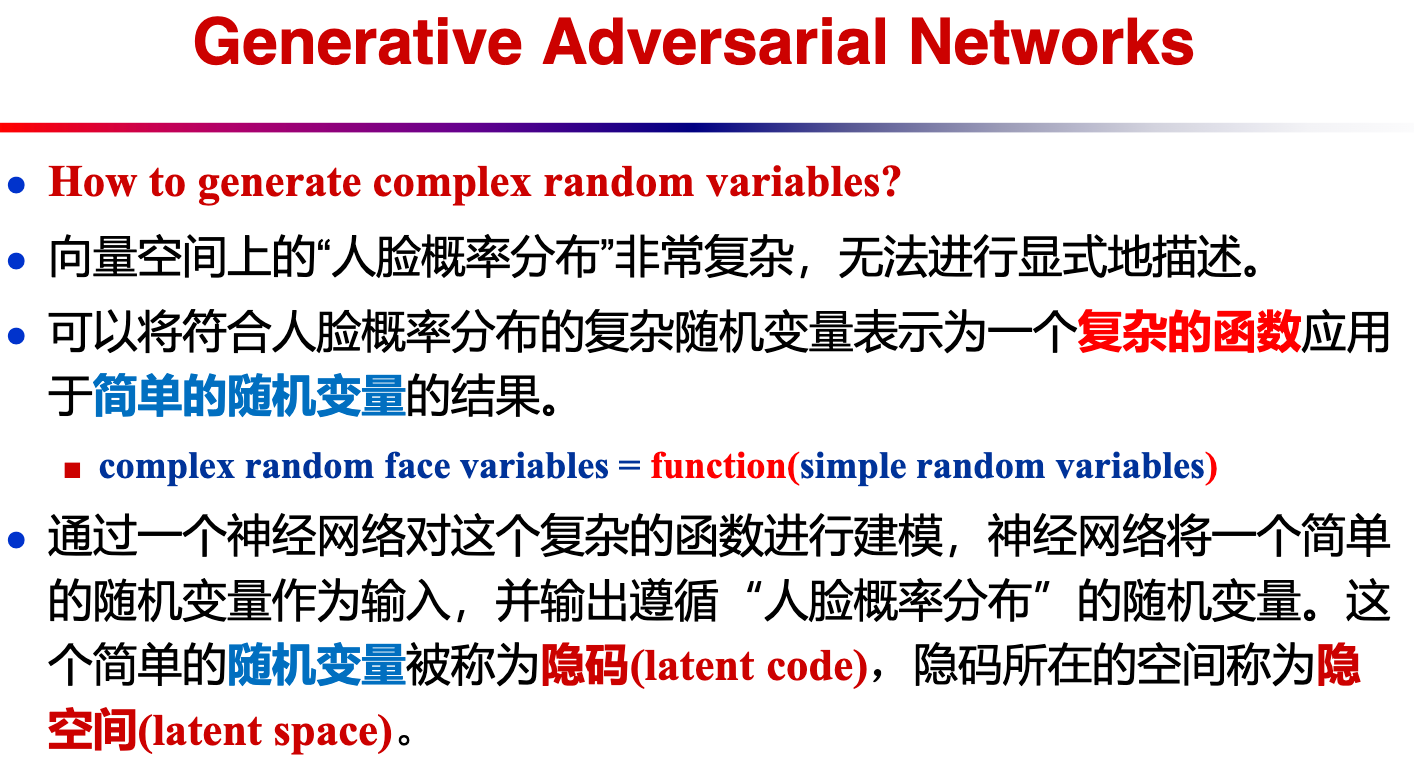 Generative Adversarial Networks
How to generate complex random variables?
向量空间上的“人脸概率分布”非常复杂，无法进行显式地描述。
可以将符合人脸概率分布的复杂随机变量表示为一个复杂的函数应用
于简单的随机变量的结果。
complex random face variables = function(simple random variables)
通过一个神经网络对这个复杂的函数进行建模，神经网络将一个简单
的随机变量作为输入，并输出遵循“人脸概率分布”的随机变量。这
个简单的随机变量被称为隐码(latent code)，隐码所在的空间称为隐
空间(latent space)。